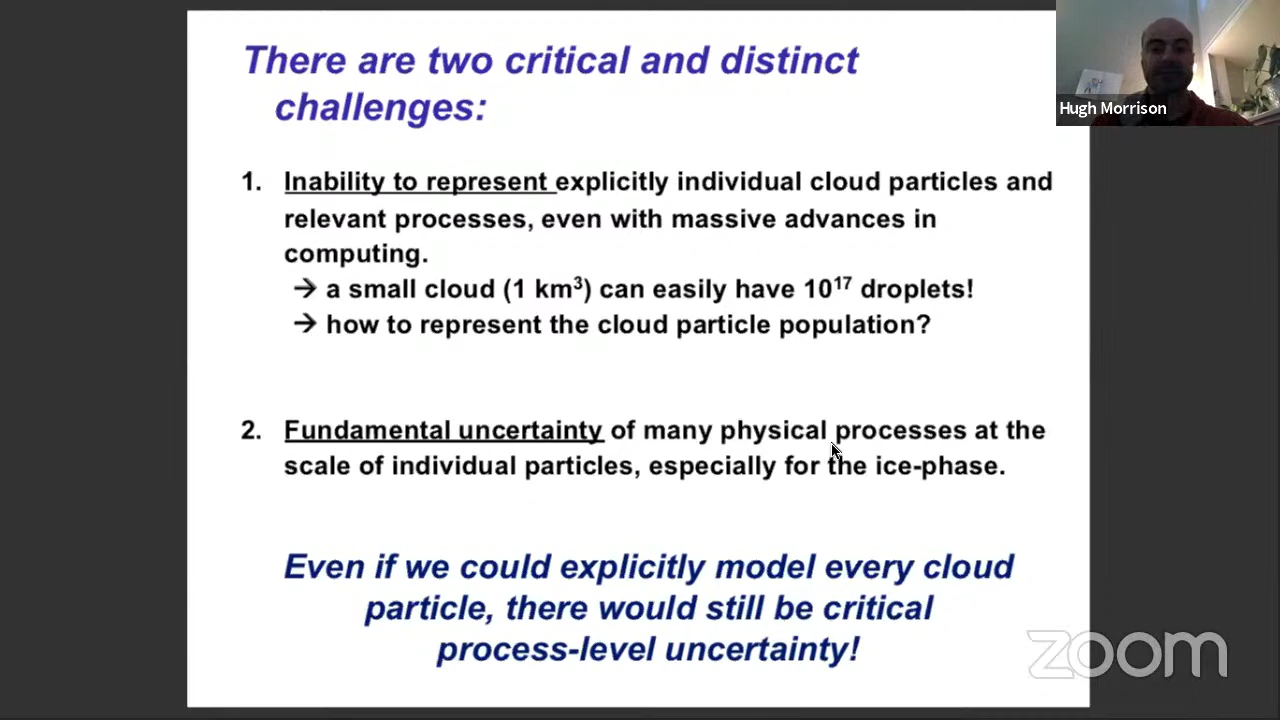 There are two critical and distinct
challenges:
1. Inability to represent explicitly individual cloud particles and
relevant processes, even with massive advances in
computing.
→ a small cloud (1 km³) can easily have 10¹⁷ droplets!
→ how to represent the cloud particle population?
2. Fundamental uncertainty of many physical processes at the
scale of individual particles, especially for the ice-phase.
Even if we could explicitly model every cloud
particle, there would still be critical
process-level uncertainty!
Hugh Morrison
zoom